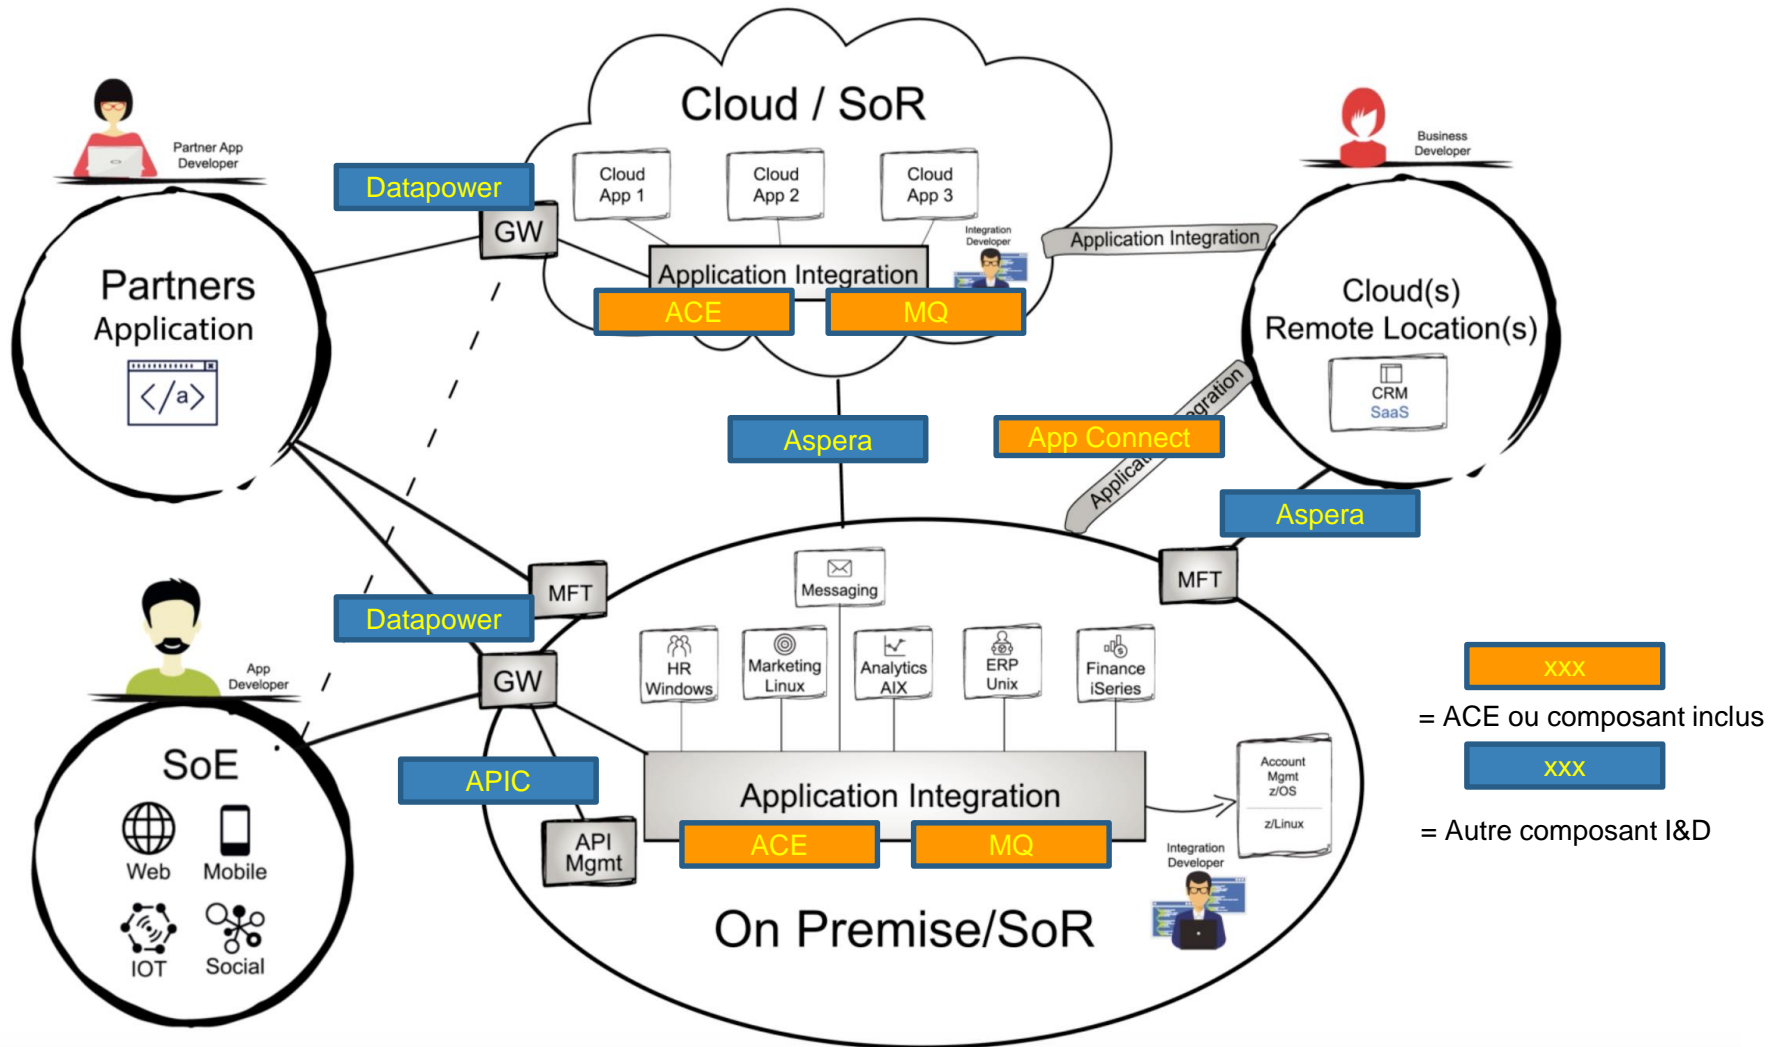 Cloud / SoR
Partner App
Developer
Business
Developer
Datapower
Cloud
App 1
Cloud
App 2
Cloud
App 3
GW
Integration
Developer
Application Integration
Application Integration
ACE
MQ
Partners
Application
</a>
Cloud(s)
Remote Location(s)
CRM
SaaS
Aspera
App Connect
Application Integration
Aspera
MFT
MFT
Messaging
Datapower
App
Developer
GW
HR
Windows
Marketing
Linux
Analytics
AIX
ERP
Unix
Finance
iSeries
xxx
= ACE ou composant inclus
xxx
= Autre composant I&D
SoE
Web
Mobile
IOT
Social
APIC
API
Mgmt
Application Integration
ACE
MQ
Account
Mgmt
z/OS
z/Linux
Integration
Developer
On Premise/SoR